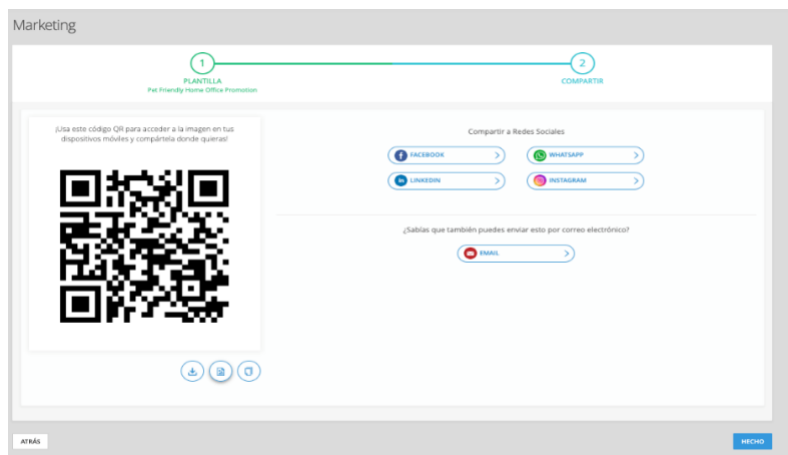 Marketing
1
2
PLANTILLA
Pet Friendly Home Office Promotion
COMPARTIR
¡Usa este código QR para acceder a la imagen en tus
dispositivos móviles y compártela donde quieras!
Compartir a Redes Sociales
FACEBOOK
WHATSAPP
LINKEDIN
INSTAGRAM
¿Sabías que también puedes enviar esto por correo electrónico?
EMAIL
ATRÁS
HECHO